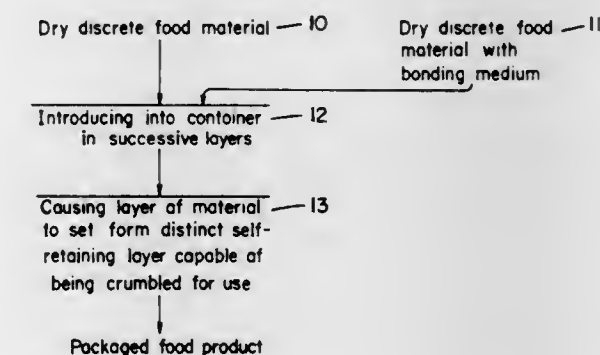 Dry discrete food material — 10
Dry discrete food — 11
material with
bonding medium
Introducing into container — 12
in successive layers
Causing layer of material — 13
to set form distinct self-
retaining layer capable of
being crumbled for use
Packaged food product